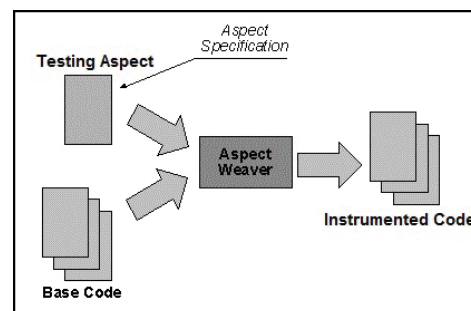 Aspect
Specification
Testing Aspect
Aspect
Weaver
Instrumented Code
Base Code